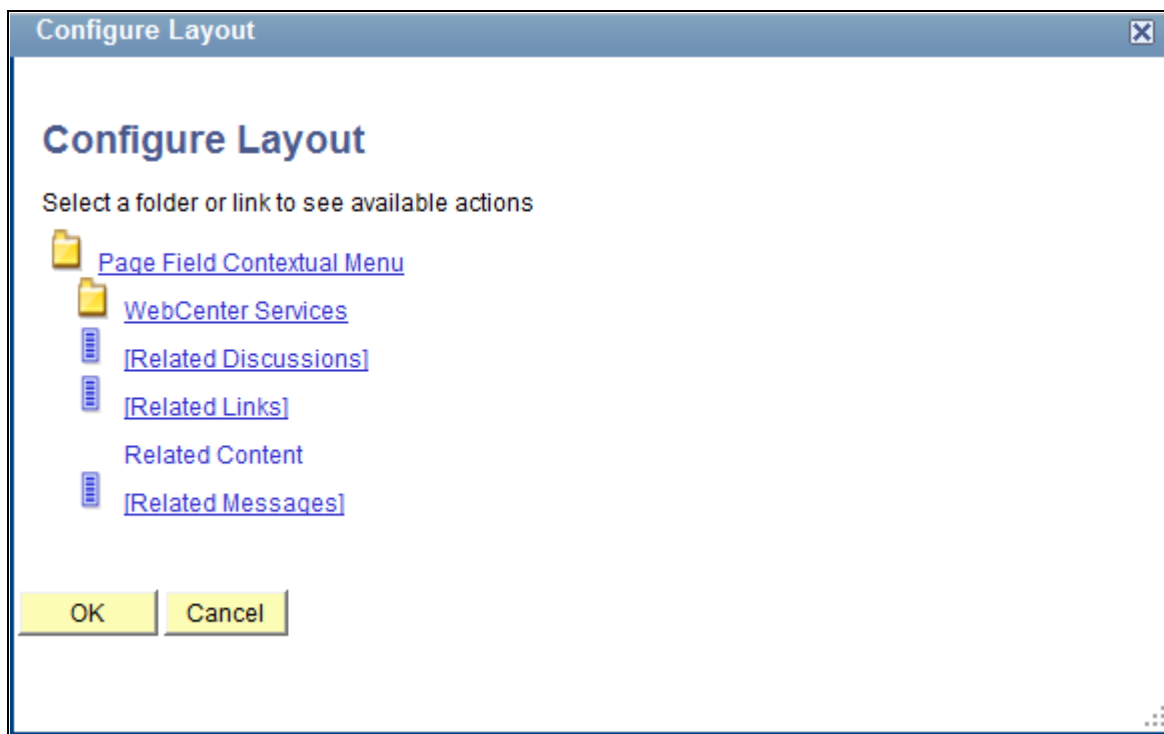 Configure Layout
Configure Layout
Select a folder or link to see available actions
Page Field Contextual Menu
WebCenter Services
[Related Discussions]
[Related Links]
Related Content
[Related Messages]
OK Cancel